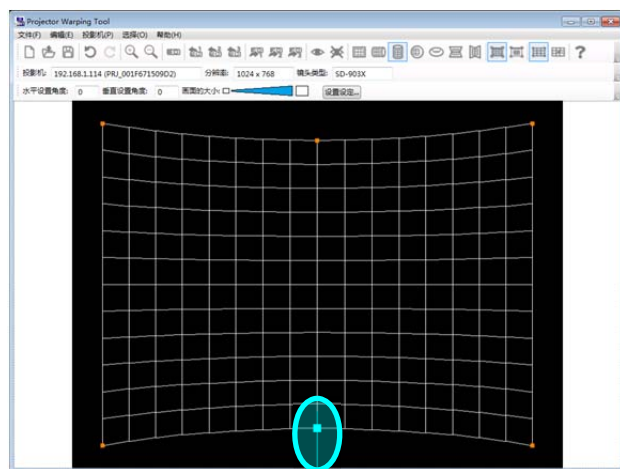 Projector Warping Tool
文件(F) 编辑(E) 投影机(P) 选择(O) 帮助(H)
投影机: 192.168.1.114 (PRJ_001F671509D2) 分辨率: 1024 x 768 镜头类型: SD-903X
水平设置角度: 0 垂直设置角度: 0 画面的大小: 设置设定...